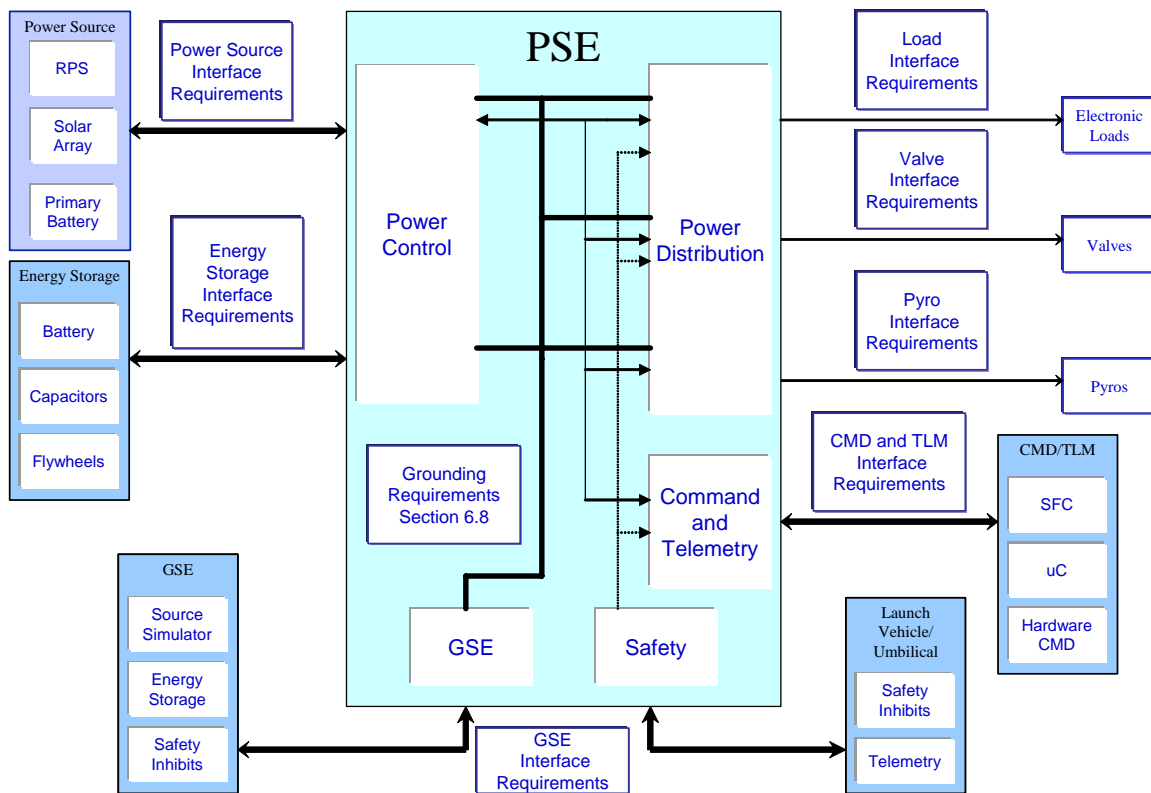 Power Source
RPS
Solar
Array
Primary
Battery
Energy Storage
Battery
Capacitors
Flywheels
Power Source
Interface
Requirements
Energy
Storage
Interface
Requirements
PSE
Power
Control
Power
Distribution
Grounding
Requirements
Section 6.8
Command
and
Telemetry
GSE
Safety
Load
Interface
Requirements
Electronic
Loads
Valve
Interface
Requirements
Valves
Pyro
Interface
Requirements
Pyros
CMD and TLM
Interface
Requirements
CMD/TLM
SFC
uC
Hardware
CMD
GSE
Source
Simulator
Energy
Storage
Safety
Inhibits
GSE
Interface
Requirements
Launch
Vehicle/
Umbilical
Safety
Inhibits
Telemetry